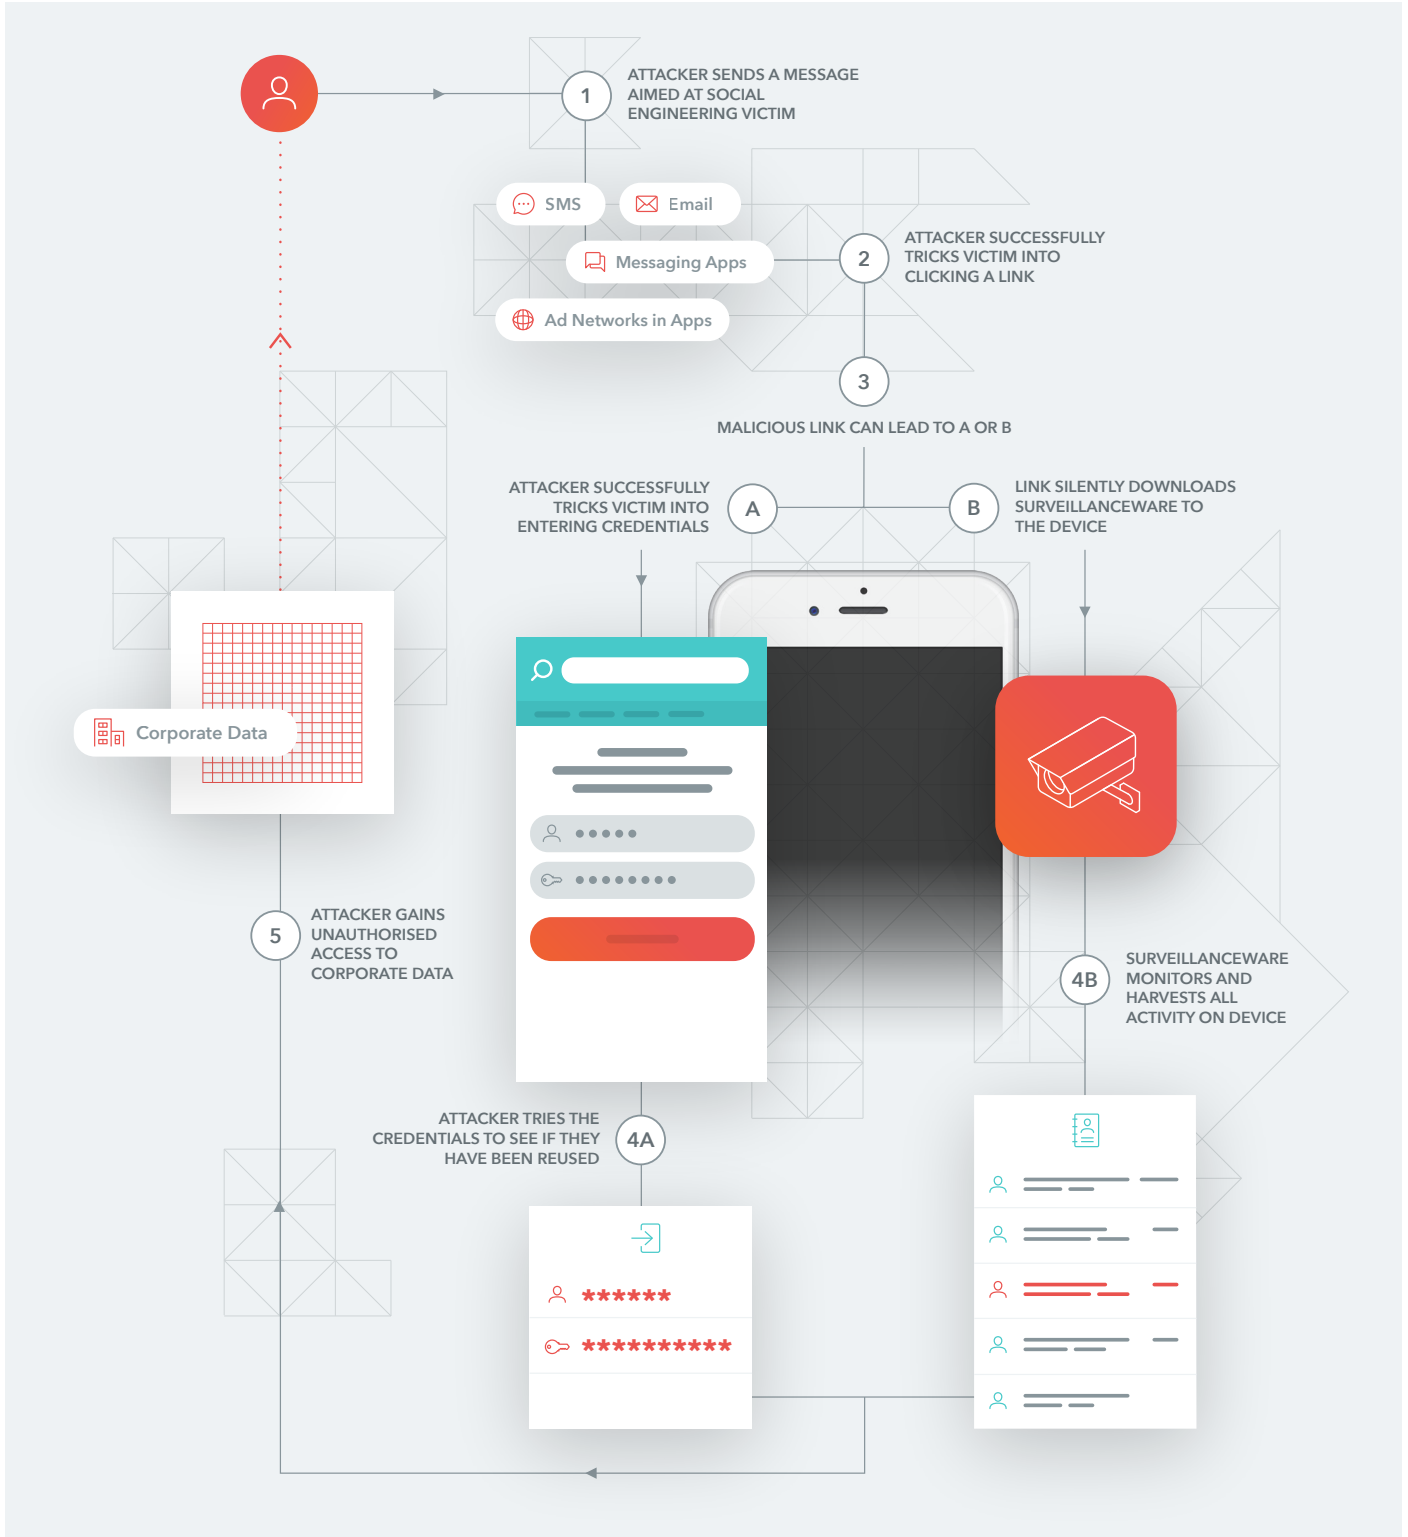 1
ATTACKER SENDS A MESSAGE
AIMED AT SOCIAL
ENGINEERING VICTIM
SMS
Email
Messaging Apps
Ad Networks in Apps
2
ATTACKER SUCCESSFULLY
TRICKS VICTIM INTO
CLICKING A LINK
3
MALICIOUS LINK CAN LEAD TO A OR B
ATTACKER SUCCESSFULLY
TRICKS VICTIM INTO
ENTERING CREDENTIALS
A
B
LINK SILENTLY DOWNLOADS
SURVEILLANCEWARE TO
THE DEVICE
Corporate Data
5
ATTACKER GAINS
UNAUTHORISED
ACCESS TO
CORPORATE DATA
4B
SURVEILLANCEWARE
MONITORS AND
HARVESTS ALL
ACTIVITY ON DEVICE
ATTACKER TRIES THE
CREDENTIALS TO SEE IF THEY
HAVE BEEN REUSED
4A
******
**********